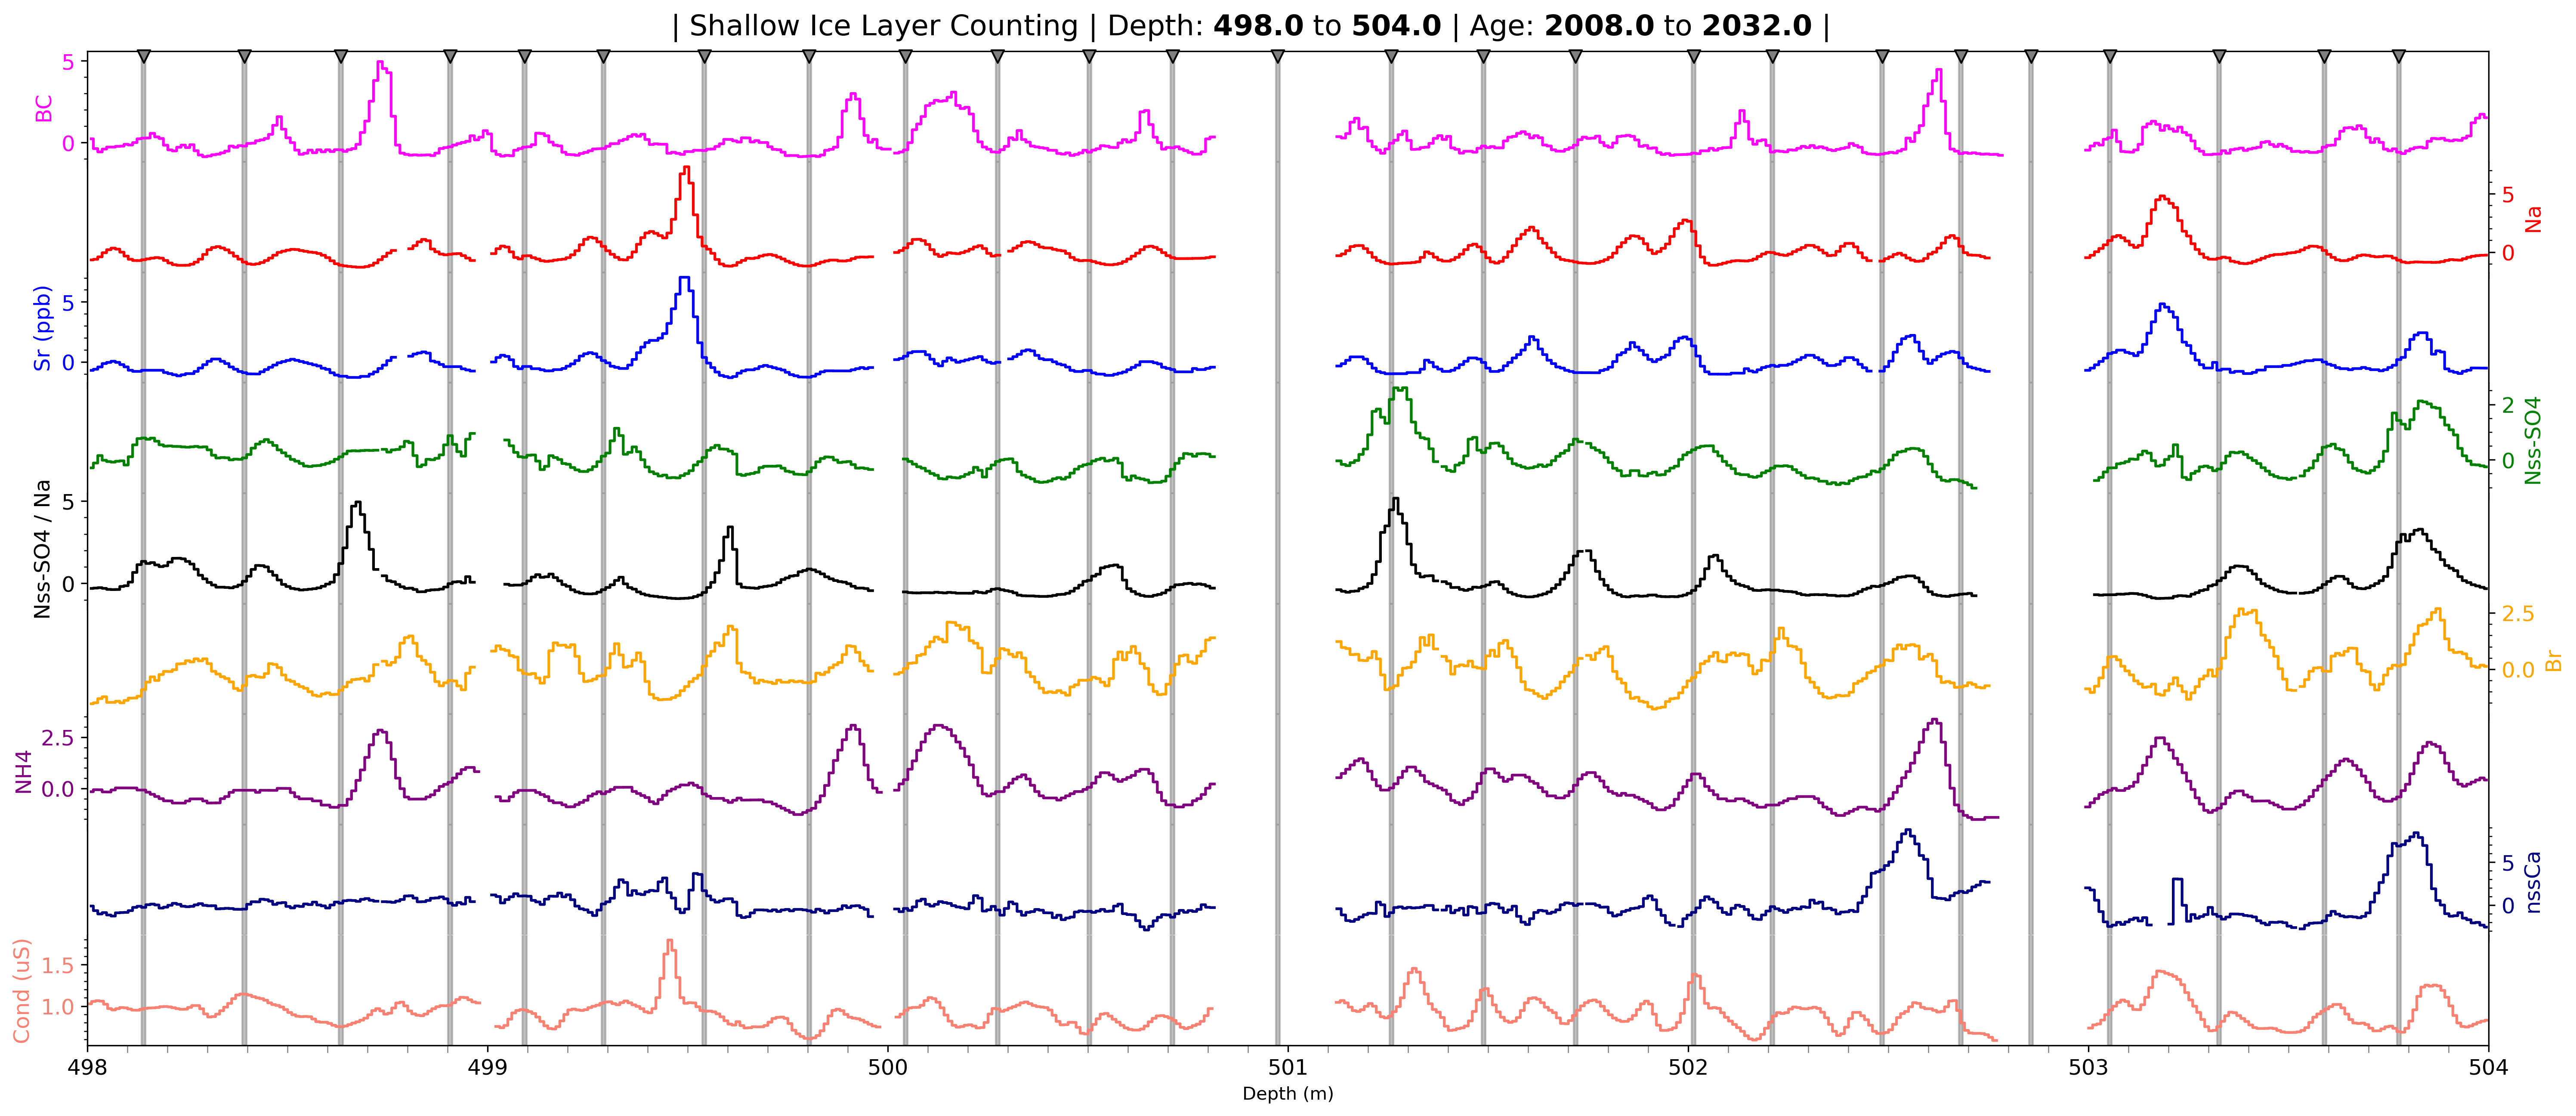 | Shallow Ice Layer Counting | Depth: 498.0 to 504.0 | Age: 2008.0 to 2032.0 |
5
0
BC
5
0
Na
5
0
Sr (ppb)
2
0
Nss-SO4
5
0
Nss-SO4 / Na
2.5
0.0
Br
2.5
0.0
NH4
5
0
nssCa
1.5
1.0
Cond (uS)
498 499 500 501 502 503 504
Depth (m)